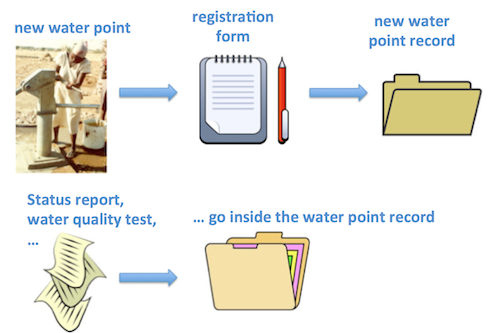 new water point
registration
form
new water
point record
Status report,
water quality test,
…
… go inside the water point record